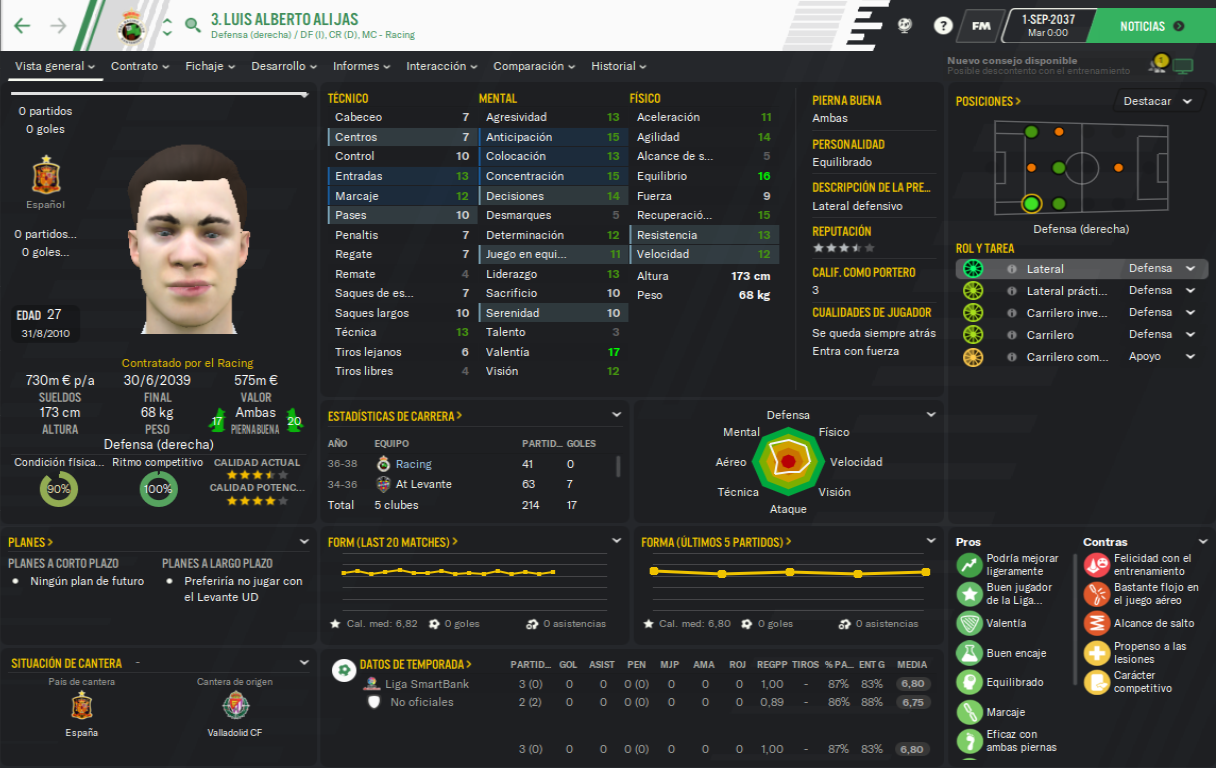 3. LUIS ALBERTO ALIJAS
Defensa (derecha) / DF (I), CR (D), MC - Racing
?
FM
1-SEP-2037
Mar 0:00
NOTICIAS
Vista general
Contrato
Fichaje
Desarrollo
Informes
Interacción
Comparación
Historial
Nuevo consejo disponible
Posible descontento con el entrenamiento
0 partidos
0 goles
Español
0 partidos...
0 goles...
EDAD 27
31/8/2010
Contratado por el Racing
730m € p/a
SUELDOS
30/6/2039
FINAL
575m €
VALOR
173 cm
ALTURA
68 kg
PESO
17
Ambas
PIERNA BUENA
20
Defensa (derecha)
Condición física...
90%
Ritmo competitivo
100%
CALIDAD ACTUAL
CALIDAD POTENC...
TÉCNICO
Cabeceo 7
Centros 7
Control 10
Entradas 13
Marcaje 12
Pases 10
Penaltis 7
Regate 7
Remate 4
Saques de es... 7
Saques largos 10
Técnica 13
Tiros lejanos 6
Tiros libres 4
MENTAL
Agresividad 13
Anticipación 15
Colocación 13
Concentración 15
Decisiones 14
Desmarques 5
Determinación 12
Juego en equi... 11
Liderazgo 13
Sacrificio 10
Serenidad 10
Talento 3
Valentía 17
Visión 12
FÍSICO
Aceleración 11
Agilidad 14
Alcance de s... 5
Equilibrio 16
Fuerza 9
Recuperació... 15
Resistencia 13
Velocidad 12
Altura 173 cm
Peso 68 kg
PIERNA BUENA
Ambas
PERSONALIDAD
Equilibrado
DESCRIPCIÓN DE LA PRE...
Lateral defensivo
REPUTACIÓN
CALIF. COMO PORTERO
3
CUALIDADES DE JUGADOR
Se queda siempre atrás
Entra con fuerza
POSICIONES >
Destacar
Defensa (derecha)
ROL Y TAREA
Lateral Defensa
Lateral prácti... Defensa
Carrilero inve... Defensa
Carrilero Defensa
Carrilero com... Apoyo
ESTADÍSTICAS DE CARRERA >
AÑO EQUIPO PARTID... GOLES
36-38 Racing 41 0
34-36 At Levante 63 7
Total 5 clubes 214 17
Defensa
Mental
Físico
Aéreo
Velocidad
Técnica
Visión
Ataque
PLANES >
PLANES A CORTO PLAZO
Ningún plan de futuro
PLANES A LARGO PLAZO
Preferiría no jugar con
el Levante UD
FORM (LAST 20 MATCHES) >
Cal. med: 6,82 0 goles 0 asistencias
FORMA (ÚLTIMOS 5 PARTIDOS) >
Cal. med: 6,80 0 goles 0 asistencias
Pros
Podría mejorar
ligeramente
Buen jugador
de la Liga...
Valentía
Buen encaje
Equilibrado
Marcaje
Eficaz con
ambas piernas
Contras
Felicidad con el
entrenamiento
Bastante flojo en
el juego aéreo
Alcance de salto
Propenso a las
lesiones
Carácter
competitivo
SITUACIÓN DE CANTERA -
País de cantera
España
Cantera de origen
Valladolid CF
DATOS DE TEMPORADA > PARTID... GOL ASIST PEN MJP AMA ROJ REGPP TIROS % PA... ENT G MEDIA
Liga SmartBank 3 (0) 0 0 0 (0) 0 0 0 1,00 - 87% 83% 6,80
No oficiales 2 (2) 0 0 0 (0) 0 0 0 0,89 - 86% 88% 6,75
3 (0) 0 0 0 (0) 0 0 0 1,00 - 87% 83% 6,80